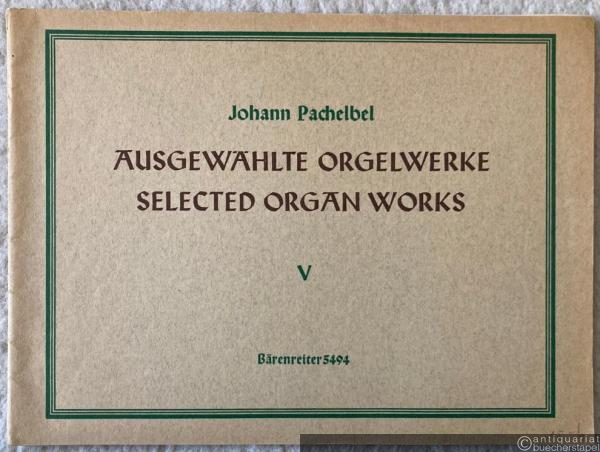 Johann Pachelbel
AUSGEWÄHLTE ORGELWERKE
SELECTED ORGAN WORKS
V
Bärenreiter 5494
antiquariat
buecherstapel